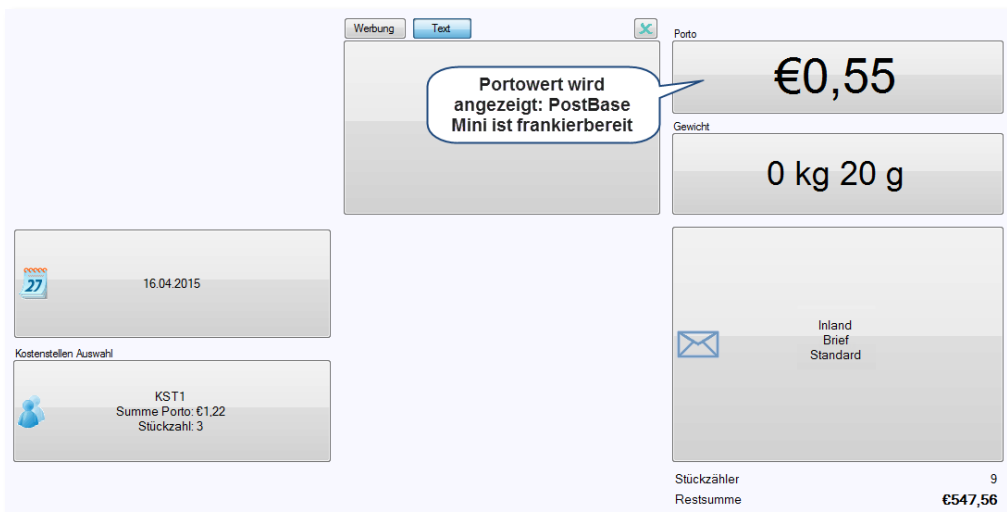 Werbung
Text
Porto
€0,55
Portowert wird
angezeigt: PostBase
Mini ist frankierbereit
Gewicht
0 kg 20 g
27
16.04.2015
Kostenstellen Auswahl
KST1
Summe Porto: €1,22
Stückzahl: 3
Inland
Brief
Standard
Stückzähler 9
Restsumme €547,56